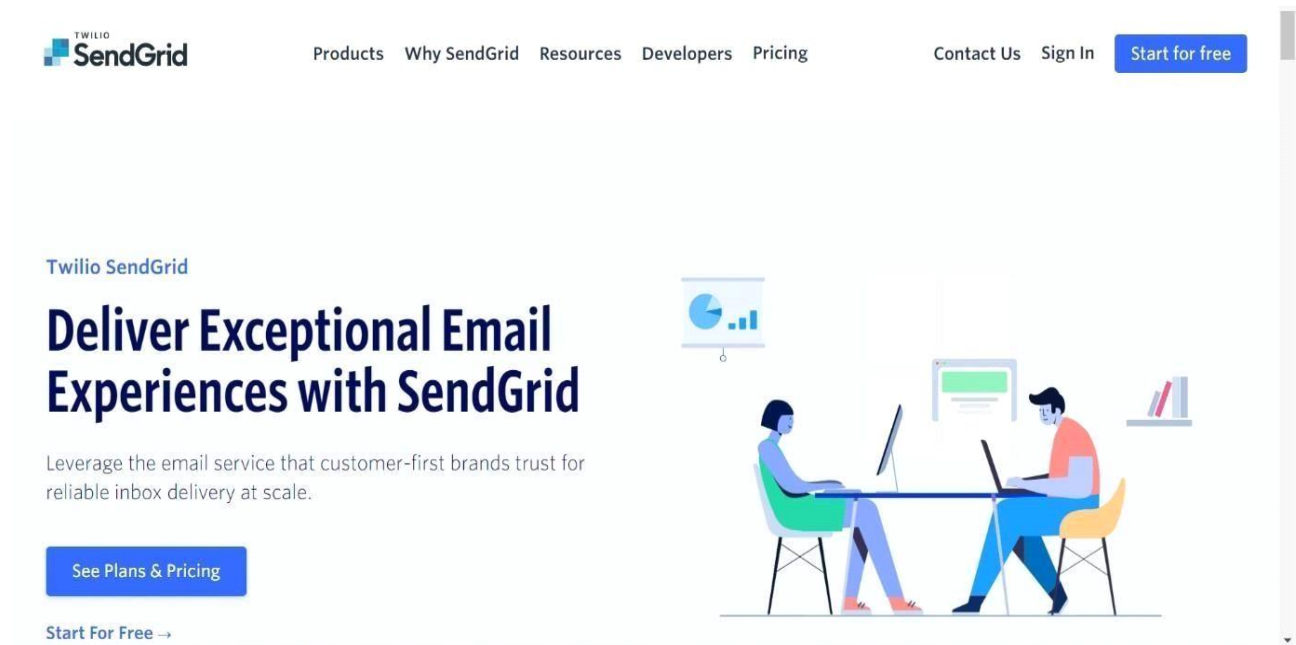 TWILIO
SendGrid
Products Why SendGrid Resources Developers Pricing Contact Us Sign In Start for free
Twilio SendGrid
Deliver Exceptional Email
Experiences with SendGrid
Leverage the email service that customer-first brands trust for
reliable inbox delivery at scale.
See Plans & Pricing
Start For Free →